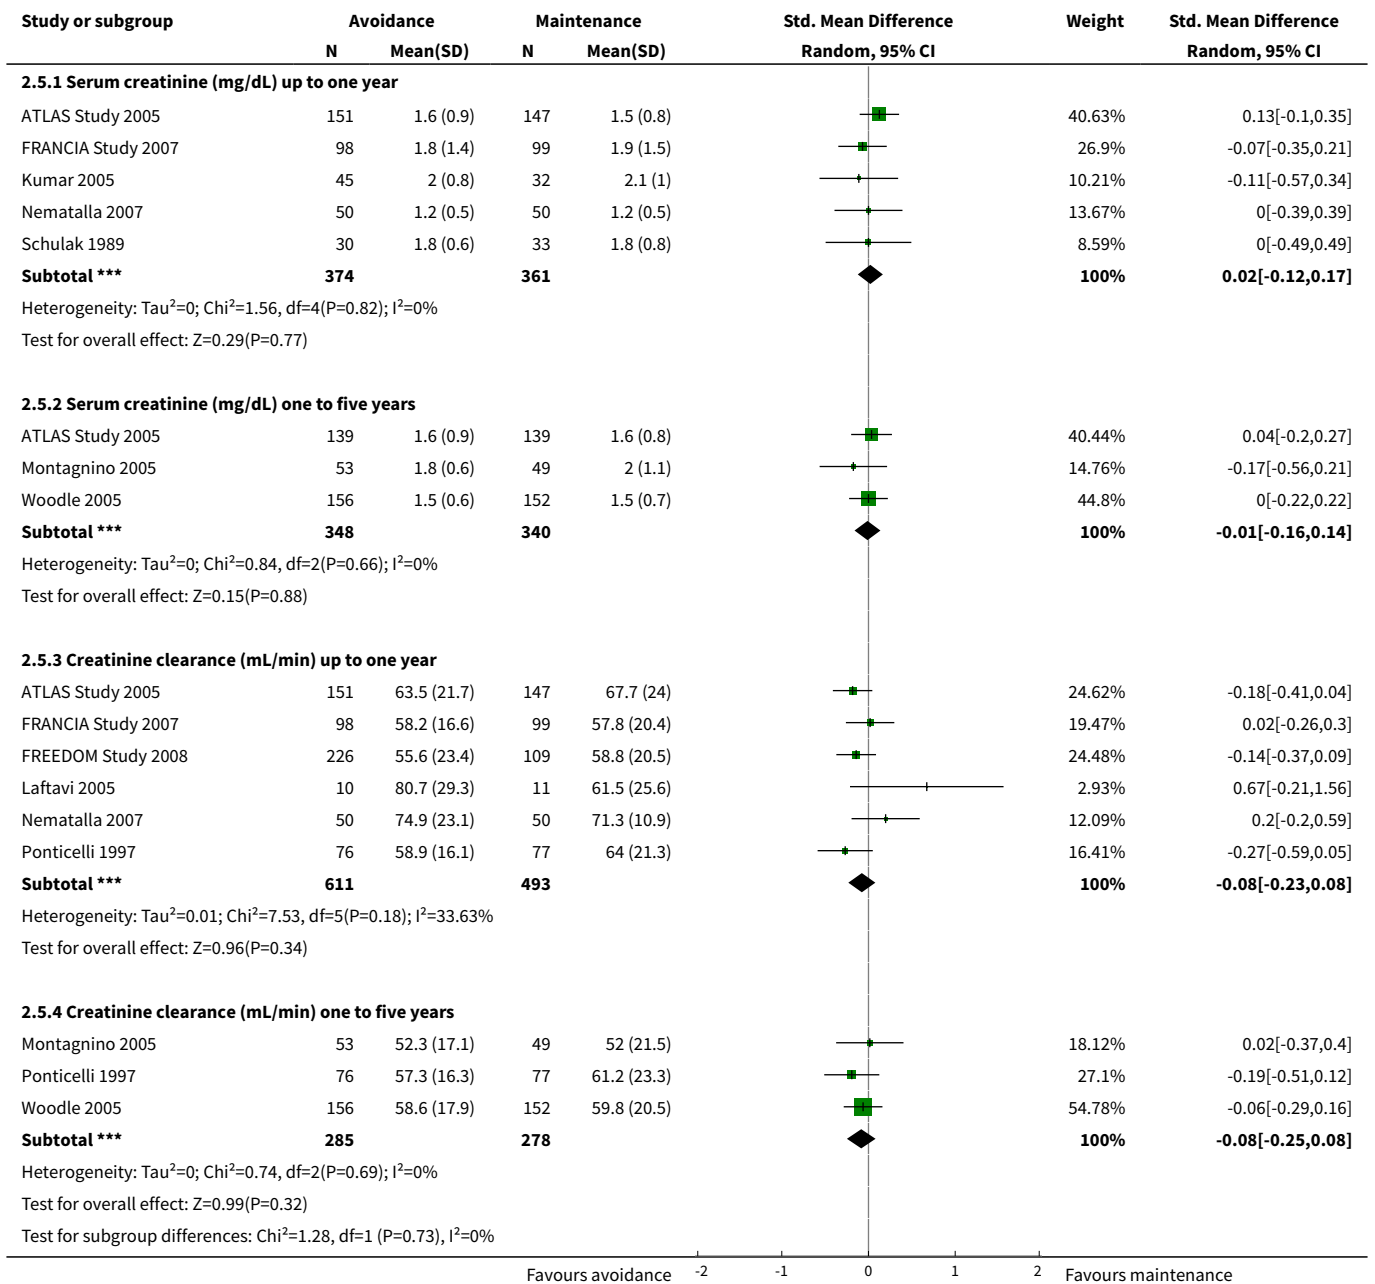 Study or subgroup Avoidance Maintenance Std. Mean Difference Weight Std. Mean Difference
N Mean(SD) N Mean(SD) Random, 95% CI Random, 95% CI
2.5.1 Serum creatinine (mg/dL) up to one year
ATLAS Study 2005 151 1.6 (0.9) 147 1.5 (0.8) 40.63% 0.13[-0.1,0.35]
FRANCIA Study 2007 98 1.8 (1.4) 99 1.9 (1.5) 26.9% -0.07[-0.35,0.21]
Kumar 2005 45 2 (0.8) 32 2.1 (1) 10.21% -0.11[-0.57,0.34]
Nematalla 2007 50 1.2 (0.5) 50 1.2 (0.5) 13.67% 0[-0.39,0.39]
Schulak 1989 30 1.8 (0.6) 33 1.8 (0.8) 8.59% 0[-0.49,0.49]
Subtotal *** 374 361 100% 0.02[-0.12,0.17]
Heterogeneity: Tau²=0; Chi²=1.56, df=4(P=0.82); I²=0%
Test for overall effect: Z=0.29(P=0.77)
2.5.2 Serum creatinine (mg/dL) one to five years
ATLAS Study 2005 139 1.6 (0.9) 139 1.6 (0.8) 40.44% 0.04[-0.2,0.27]
Montagnino 2005 53 1.8 (0.6) 49 2 (1.1) 14.76% -0.17[-0.56,0.21]
Woodle 2005 156 1.5 (0.6) 152 1.5 (0.7) 44.8% 0[-0.22,0.22]
Subtotal *** 348 340 100% -0.01[-0.16,0.14]
Heterogeneity: Tau²=0; Chi²=0.84, df=2(P=0.66); I²=0%
Test for overall effect: Z=0.15(P=0.88)
2.5.3 Creatinine clearance (mL/min) up to one year
ATLAS Study 2005 151 63.5 (21.7) 147 67.7 (24) 24.62% -0.18[-0.41,0.04]
FRANCIA Study 2007 98 58.2 (16.6) 99 57.8 (20.4) 19.47% 0.02[-0.26,0.3]
FREEDOM Study 2008 226 55.6 (23.4) 109 58.8 (20.5) 24.48% -0.14[-0.37,0.09]
Laftavi 2005 10 80.7 (29.3) 11 61.5 (25.6) 2.93% 0.67[-0.21,1.56]
Nematalla 2007 50 74.9 (23.1) 50 71.3 (10.9) 12.09% 0.2[-0.2,0.59]
Ponticelli 1997 76 58.9 (16.1) 77 64 (21.3) 16.41% -0.27[-0.59,0.05]
Subtotal *** 611 493 100% -0.08[-0.23,0.08]
Heterogeneity: Tau²=0.01; Chi²=7.53, df=5(P=0.18); I²=33.63%
Test for overall effect: Z=0.96(P=0.34)
2.5.4 Creatinine clearance (mL/min) one to five years
Montagnino 2005 53 52.3 (17.1) 49 52 (21.5) 18.12% 0.02[-0.37,0.4]
Ponticelli 1997 76 57.3 (16.3) 77 61.2 (23.3) 27.1% -0.19[-0.51,0.12]
Woodle 2005 156 58.6 (17.9) 152 59.8 (20.5) 54.78% -0.06[-0.29,0.16]
Subtotal *** 285 278 100% -0.08[-0.25,0.08]
Heterogeneity: Tau²=0; Chi²=0.74, df=2(P=0.69); I²=0%
Test for overall effect: Z=0.99(P=0.32)
Test for subgroup differences: Chi²=1.28, df=1 (P=0.73), I²=0%
Favours avoidance -2 -1 0 1 2 Favours maintenance